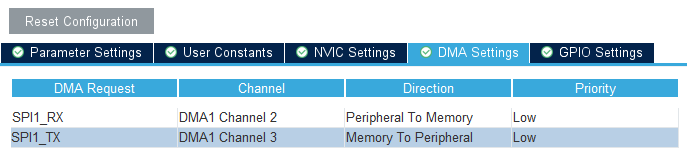 Reset Configuration
Parameter Settings User Constants NVIC Settings DMA Settings GPIO Settings
DMA Request Channel Direction Priority
SPI1_RX DMA1 Channel 2 Peripheral To Memory Low
SPI1_TX DMA1 Channel 3 Memory To Peripheral Low